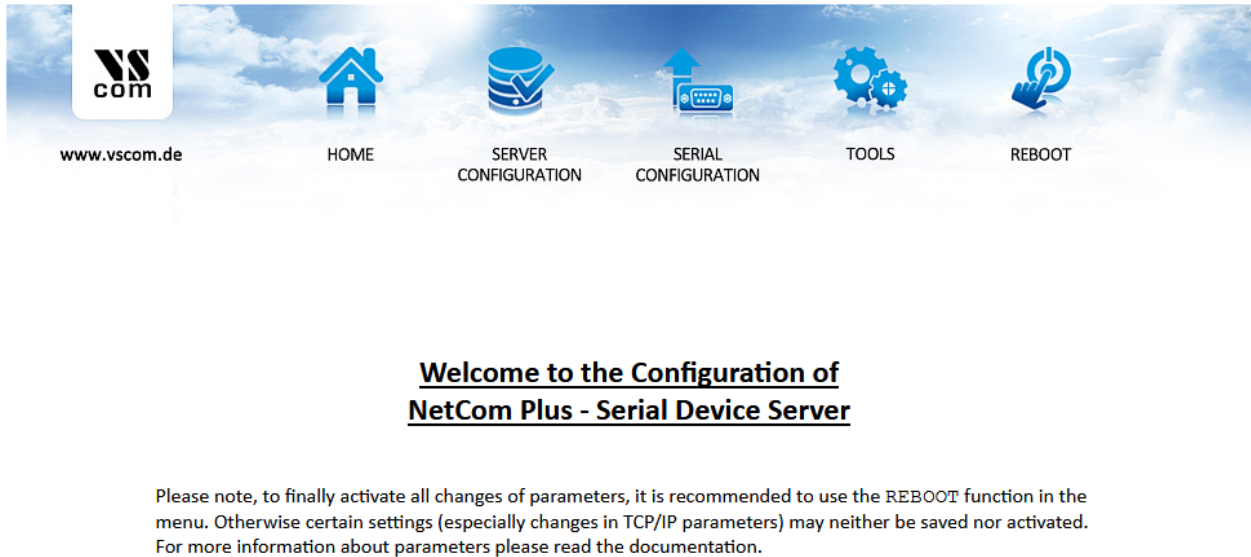 VS
com
www.vscom.de
HOME
SERVER
CONFIGURATION
SERIAL
CONFIGURATION
TOOLS
REBOOT
Welcome to the Configuration of
NetCom Plus - Serial Device Server
Please note, to finally activate all changes of parameters, it is recommended to use the REBOOT function in the
menu. Otherwise certain settings (especially changes in TCP/IP parameters) may neither be saved nor activated.
For more information about parameters please read the documentation.